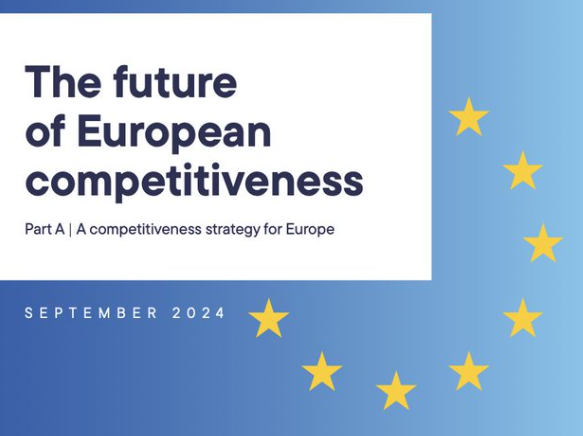 The future
of European
competitiveness
Part A | A competitiveness strategy for Europe
SEPTEMBER 2024